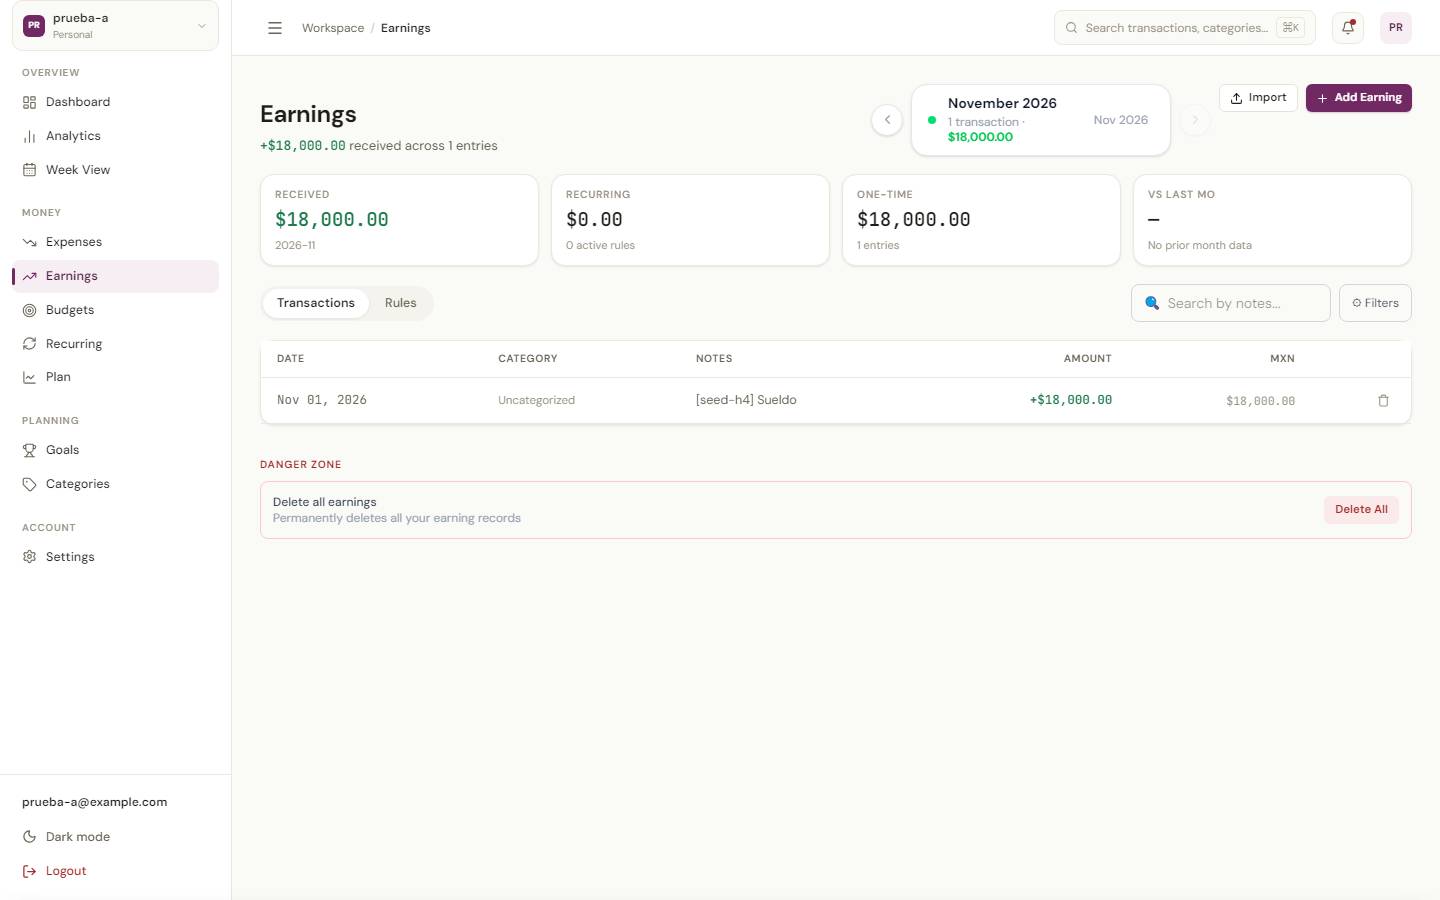 PR
prueba-a
Personal
OVERVIEW
Dashboard
Analytics
Week View
MONEY
Expenses
Earnings
Budgets
Recurring
Plan
PLANNING
Goals
Categories
ACCOUNT
Settings
prueba-a@example.com
Dark mode
Logout
Workspace / Earnings
Search transactions, categories... ⌘K
PR
Earnings
+$18,000.00 received across 1 entries
November 2026
1 transaction ·
$18,000.00
Nov 2026
Import
+ Add Earning
RECEIVED
$18,000.00
2026-11
RECURRING
$0.00
0 active rules
ONE-TIME
$18,000.00
1 entries
VS LAST MO
—
No prior month data
Transactions
Rules
Search by notes...
Filters
DATE CATEGORY NOTES AMOUNT MXN
Nov 01, 2026 Uncategorized [seed-h4] Sueldo +$18,000.00 $18,000.00
DANGER ZONE
Delete all earnings
Permanently deletes all your earning records
Delete All